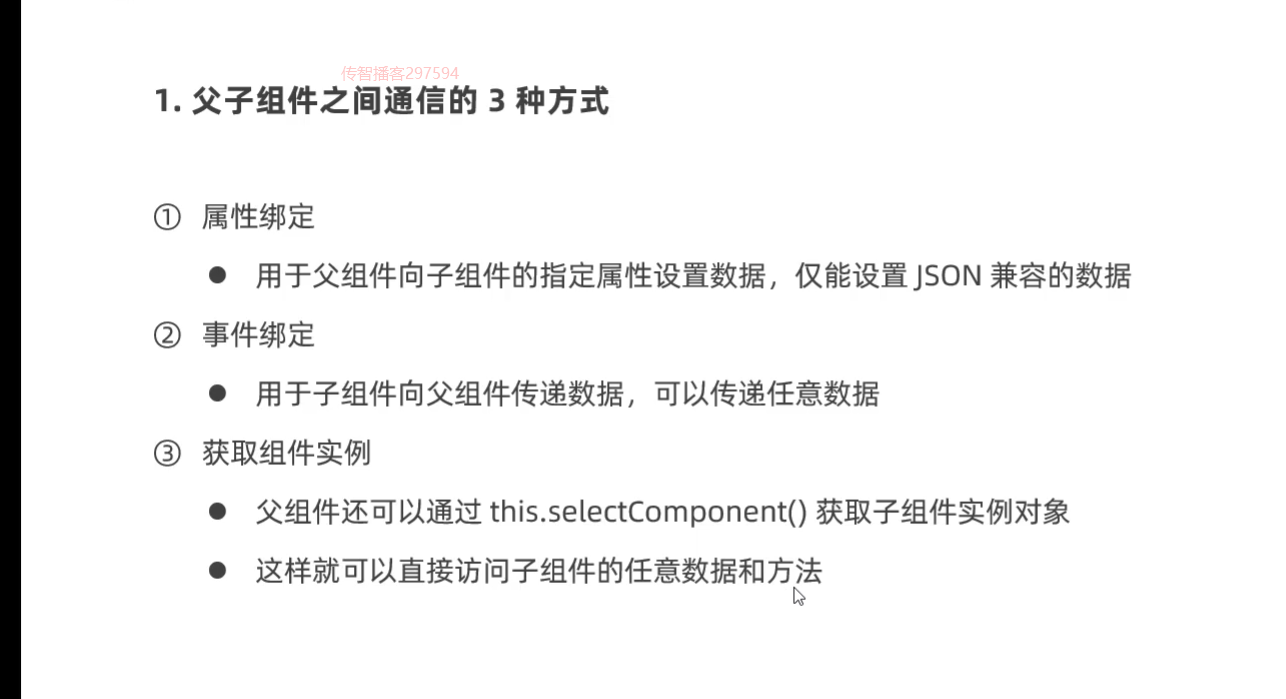 传智播客297594
1. 父子组件之间通信的 3 种方式
① 属性绑定
● 用于父组件向子组件的指定属性设置数据，仅能设置 JSON 兼容的数据
② 事件绑定
● 用于子组件向父组件传递数据，可以传递任意数据
③ 获取组件实例
● 父组件还可以通过 this.selectComponent() 获取子组件实例对象
● 这样就可以直接访问子组件的任意数据和方法